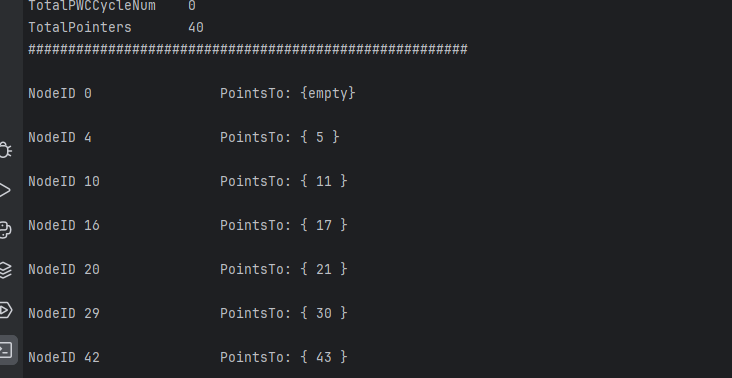 TotalPWCCycleNum    0
TotalPointers       40
#######################################################
NodeID 0                PointsTo: {empty}
NodeID 4                PointsTo: { 5 }
NodeID 10               PointsTo: { 11 }
NodeID 16               PointsTo: { 17 }
NodeID 20               PointsTo: { 21 }
NodeID 29               PointsTo: { 30 }
NodeID 42               PointsTo: { 43 }